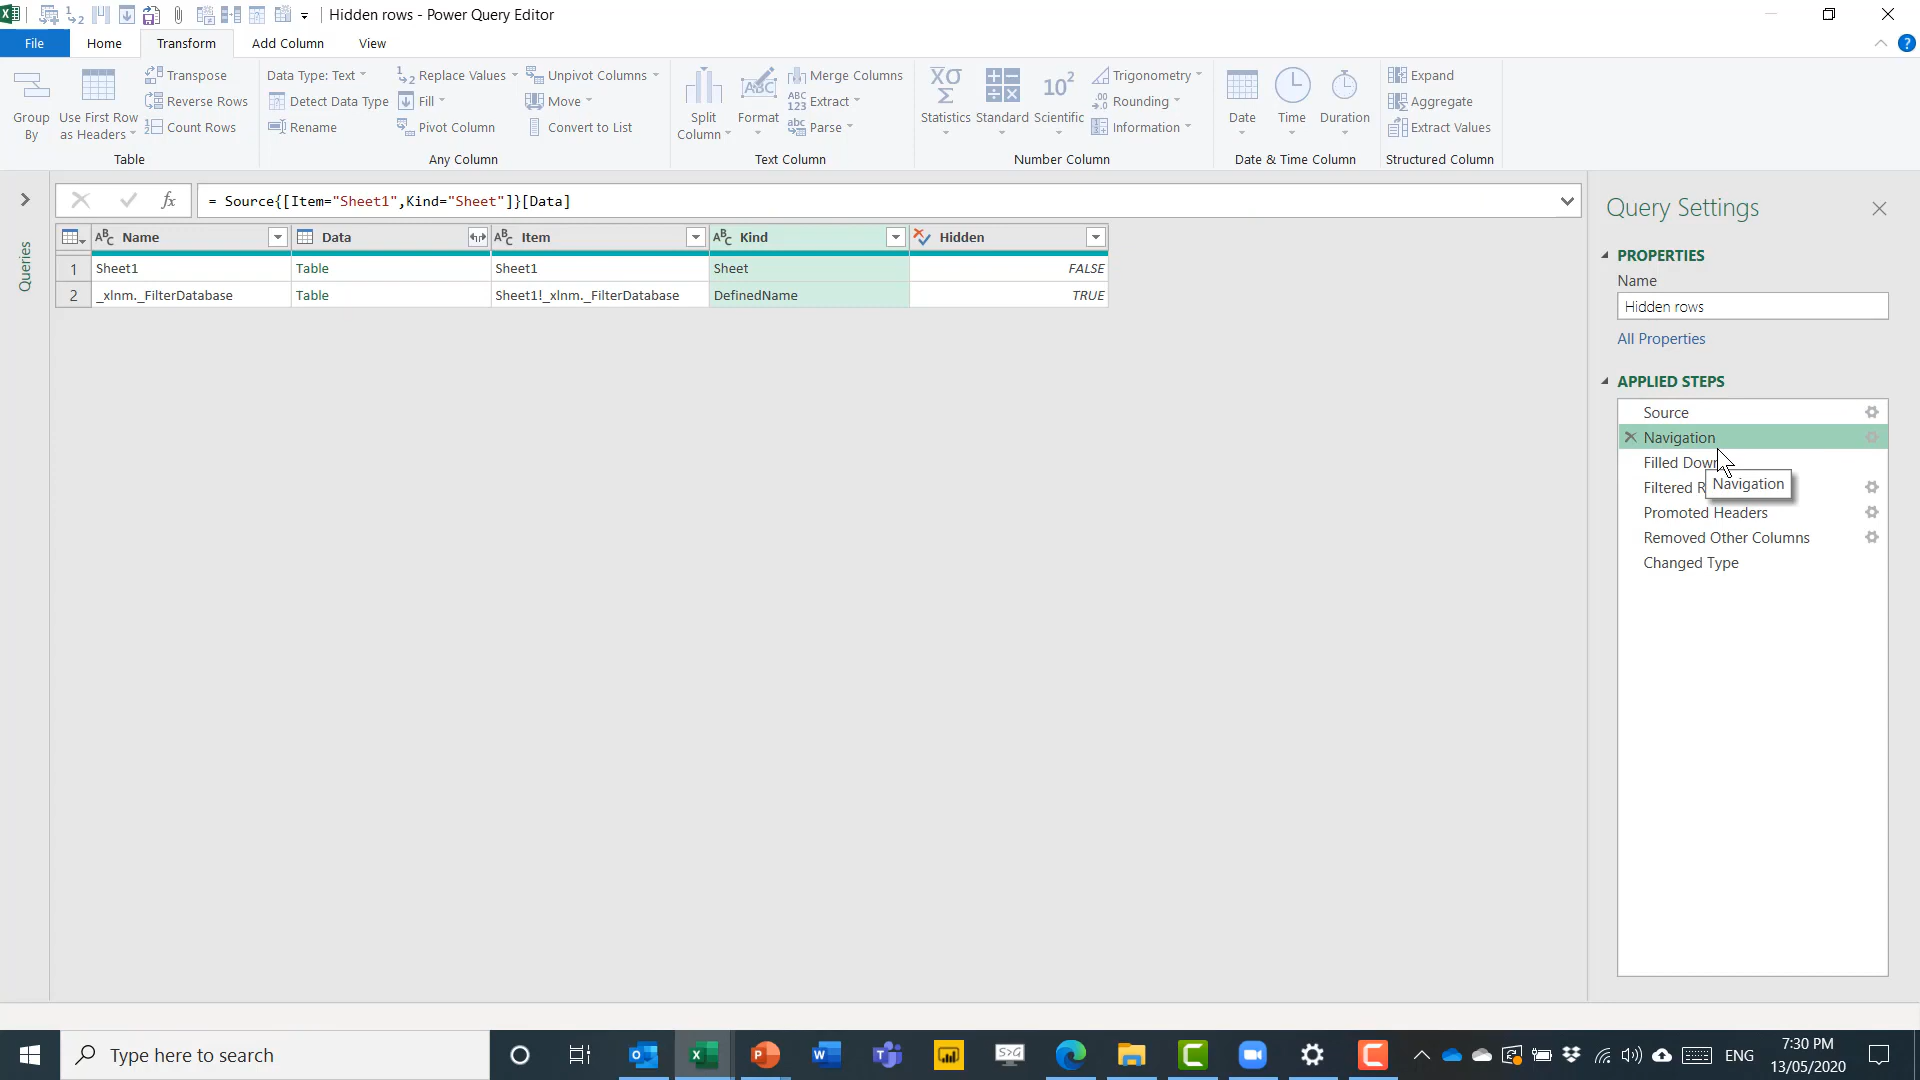 Hidden rows - Power Query Editor
File Home Transform Add Column View
Group By
Use First Row as Headers
Transpose
Reverse Rows
Count Rows
Table
Data Type: Text
Detect Data Type
Rename
Replace Values
Fill
Pivot Column
Unpivot Columns
Move
Convert to List
Any Column
Split Column
Format
Merge Columns
Extract
Parse
Text Column
Statistics
Standard
Scientific
Trigonometry
Rounding
Information
Number Column
Date
Time
Duration
Date & Time Column
Expand
Aggregate
Extract Values
Structured Column
Queries
= Source{[Item="Sheet1",Kind="Sheet"]}[Data]
Name Data Item Kind Hidden
1 Sheet1 Table Sheet1 Sheet FALSE
2 _xlnm._FilterDatabase Table Sheet1!_xlnm._FilterDatabase DefinedName TRUE
Query Settings
PROPERTIES
Name
Hidden rows
All Properties
APPLIED STEPS
Source
Navigation
Filled Down
Filtered R
Navigation
Promoted Headers
Removed Other Columns
Changed Type
Type here to search
ENG
7:30 PM
13/05/2020